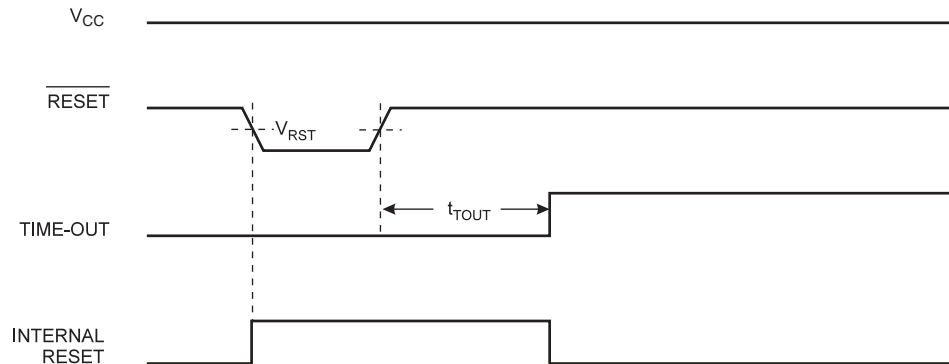 VCC
RESET
VRST
tTOUT
TIME-OUT
INTERNAL
RESET